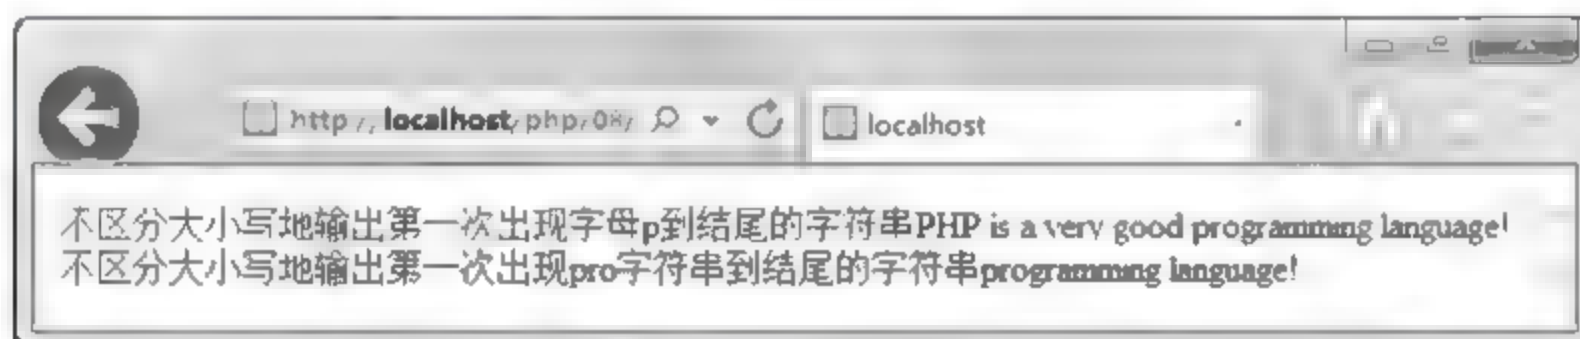 http://localhost/php/08/
localhost
不区分大小写地输出第一次出现字母p到结尾的字符串PHP is a very good programming language!
不区分大小写地输出第一次出现pro字符串到结尾的字符串programming language!